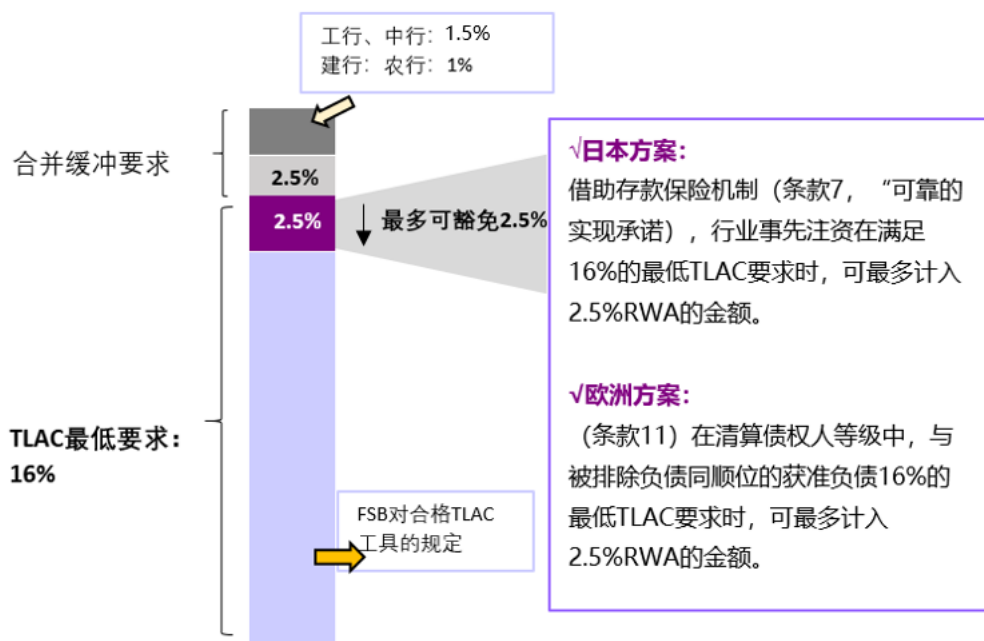 工行、中行：1.5%
建行：农行：1%
合并缓冲要求
2.5%
2.5%
最多可豁免2.5%
TLAC最低要求：
16%
FSB对合格TLAC
工具的规定
√日本方案：
借助存款保险机制（条款7，“可靠的
实现承诺），行业事先注资在满足
16%的最低TLAC要求时，可最多计入
2.5%RWA的金额。
√欧洲方案：
（条款11）在清算债权人等级中，与
被排除负债同顺位的获准负债16%的
最低TLAC要求时，可最多计入
2.5%RWA的金额。